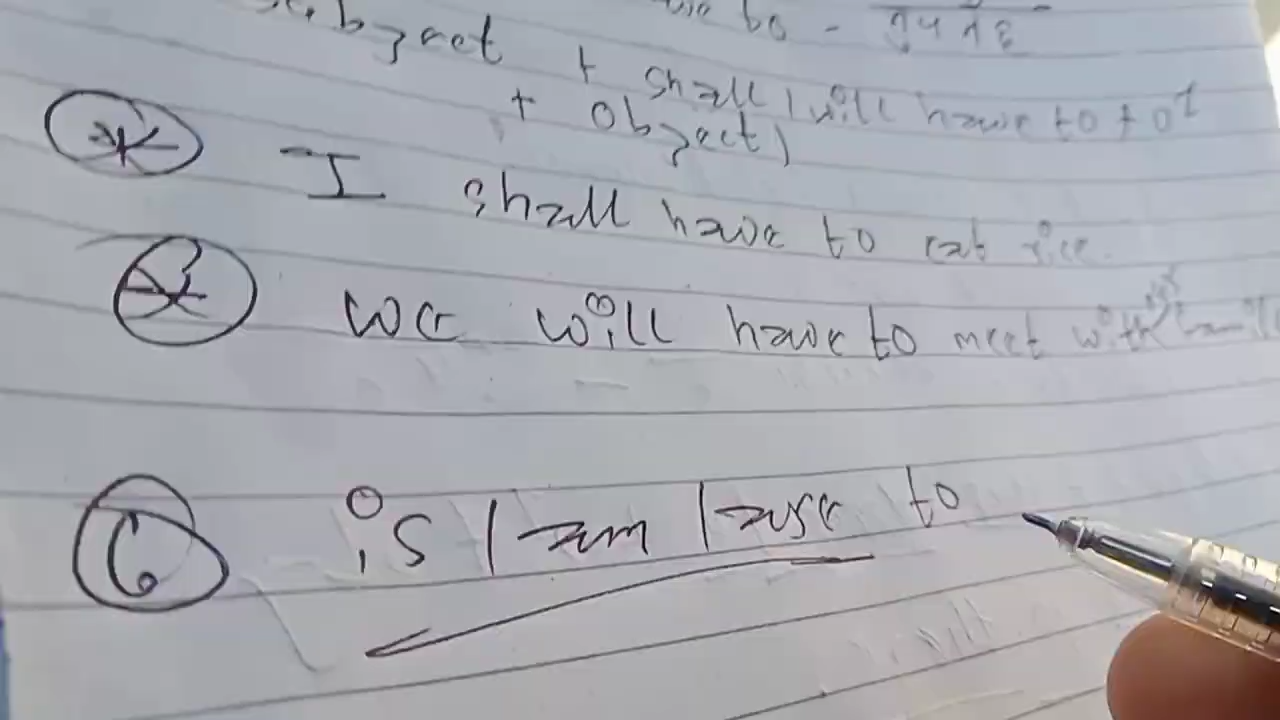 subject + shall / will have to + v1
+ object)
I shall have to eat rice.
we will have to meet with
6 is / am / are to